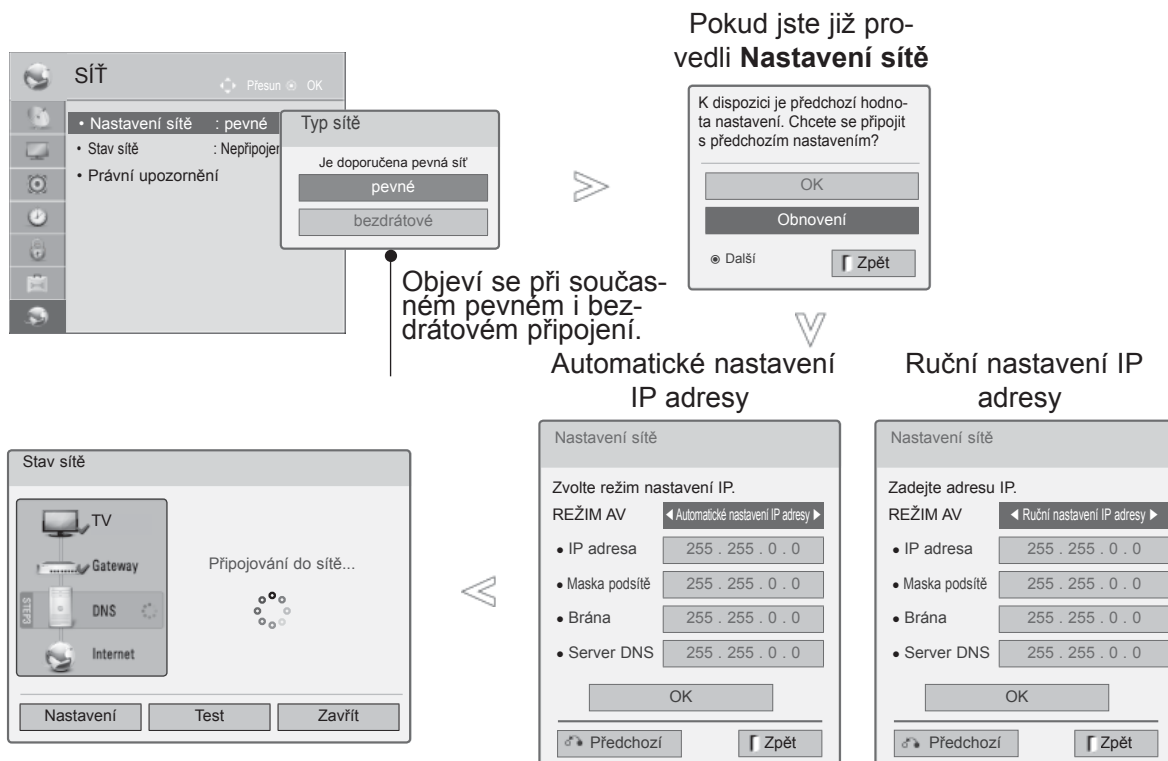 Pokud jste již pro-
vedli Nastavení sítě
SÍŤ
Přesun OK
• Nastavení sítě : pevné
• Stav sítě : Nepřipojen
• Právní upozornění
Typ sítě
Je doporučena pevná síť
pevné
bezdrátové
Objeví se při součas-
ném pevném i bez-
drátovém připojení.
K dispozici je předchozí hodno-
ta nastavení. Chcete se připojit
s předchozím nastavením?
OK
Obnovení
Další
Zpět
Automatické nastavení
IP adresy
Nastavení sítě
Zvolte režim nastavení IP.
REŽIM AV ◀ Automatické nastavení IP adresy ▶
• IP adresa 255 . 255 . 0 . 0
• Maska podsítě 255 . 255 . 0 . 0
• Brána 255 . 255 . 0 . 0
• Server DNS 255 . 255 . 0 . 0
OK
Předchozí
Zpět
Ruční nastavení IP
adresy
Nastavení sítě
Zadejte adresu IP.
REŽIM AV ◀ Ruční nastavení IP adresy ▶
• IP adresa 255 . 255 . 0 . 0
• Maska podsítě 255 . 255 . 0 . 0
• Brána 255 . 255 . 0 . 0
• Server DNS 255 . 255 . 0 . 0
OK
Předchozí
Zpět
Stav sítě
TV
Gateway
STEP3
DNS
Internet
Připojování do sítě...
Nastavení
Test
Zavřít